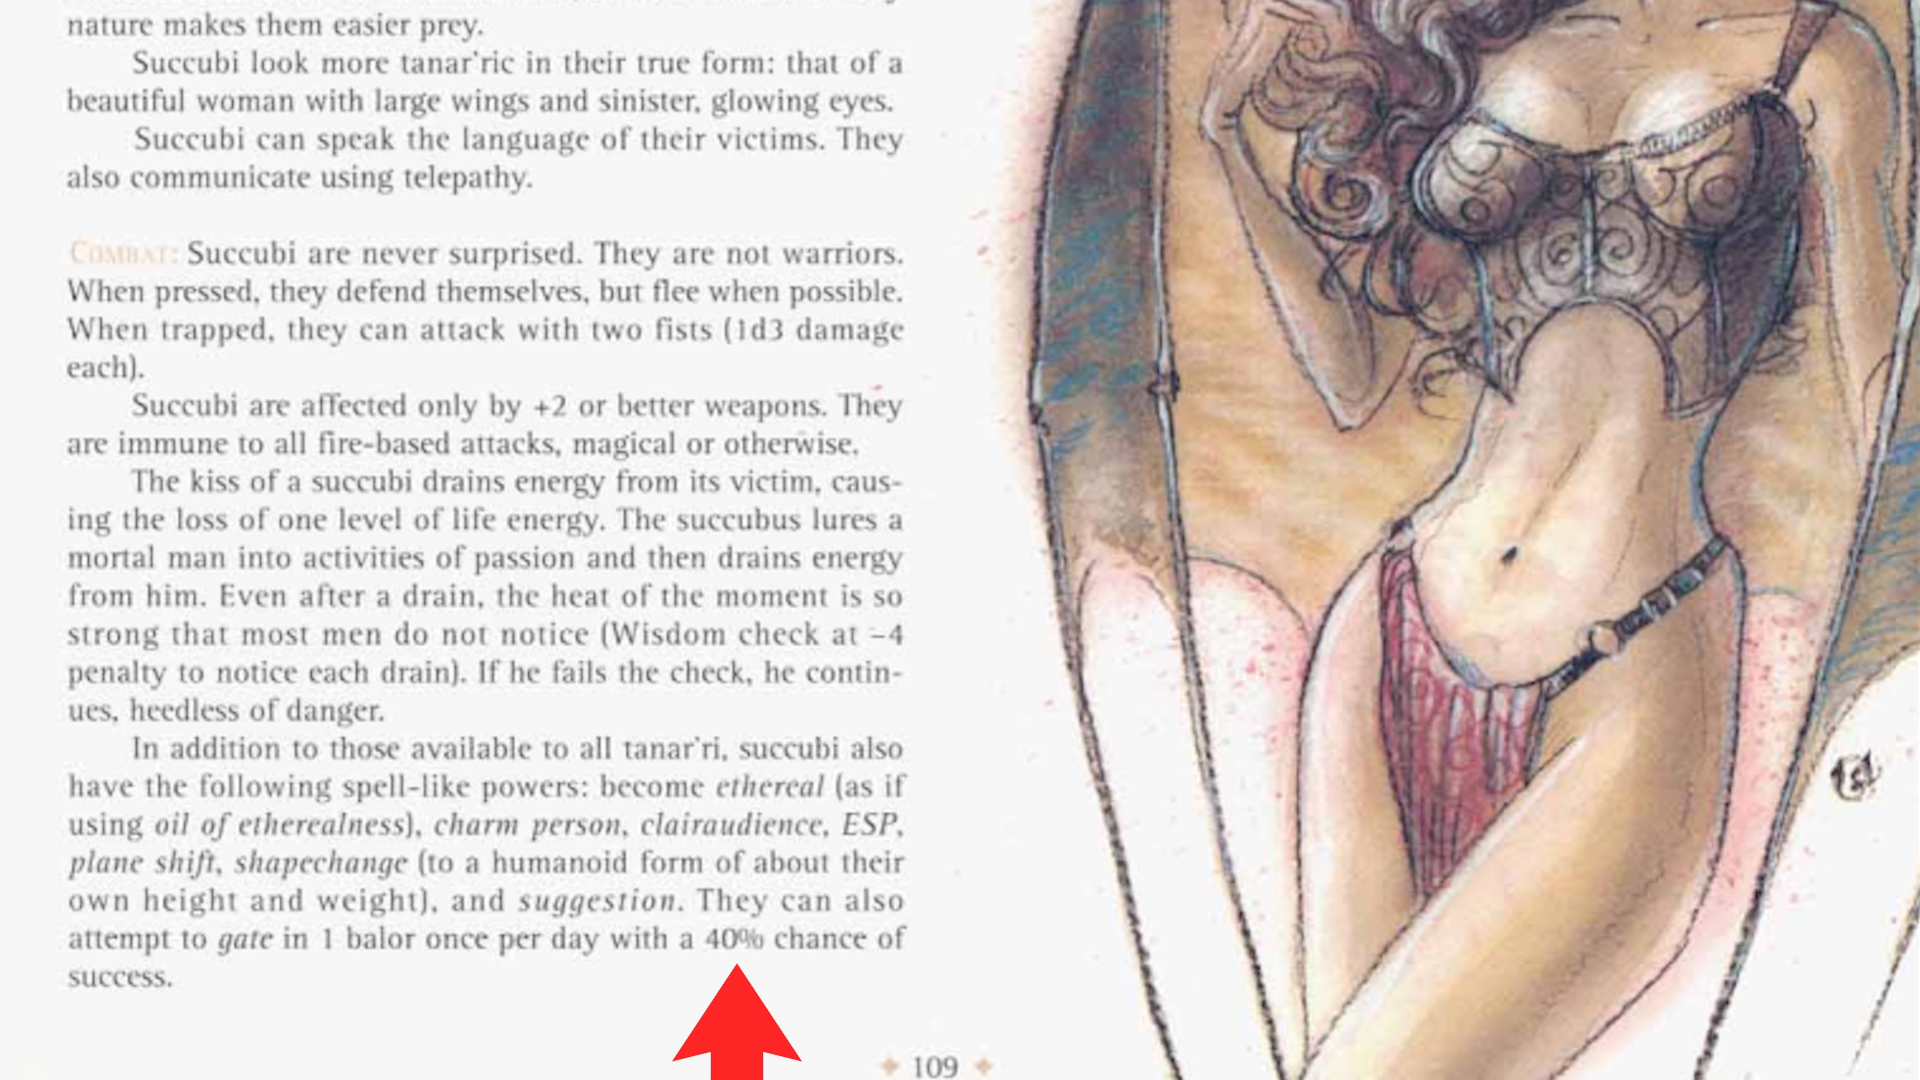 nature makes them easier prey.
Succubi look more tanar'ric in their true form: that of a
beautiful woman with large wings and sinister, glowing eyes.
Succubi can speak the language of their victims. They
also communicate using telepathy.
COMBAT: Succubi are never surprised. They are not warriors.
When pressed, they defend themselves, but flee when possible.
When trapped, they can attack with two fists (1d3 damage
each).
Succubi are affected only by +2 or better weapons. They
are immune to all fire-based attacks, magical or otherwise.
The kiss of a succubi drains energy from its victim, caus-
ing the loss of one level of life energy. The succubus lures a
mortal man into activities of passion and then drains energy
from him. Even after a drain, the heat of the moment is so
strong that most men do not notice (Wisdom check at –4
penalty to notice each drain). If he fails the check, he contin-
ues, heedless of danger.
In addition to those available to all tanar'ri, succubi also
have the following spell-like powers: become ethereal (as if
using oil of etherealness), charm person, clairaudience, ESP,
plane shift, shapechange (to a humanoid form of about their
own height and weight), and suggestion. They can also
attempt to gate in 1 balor once per day with a 40% chance of
success.
109